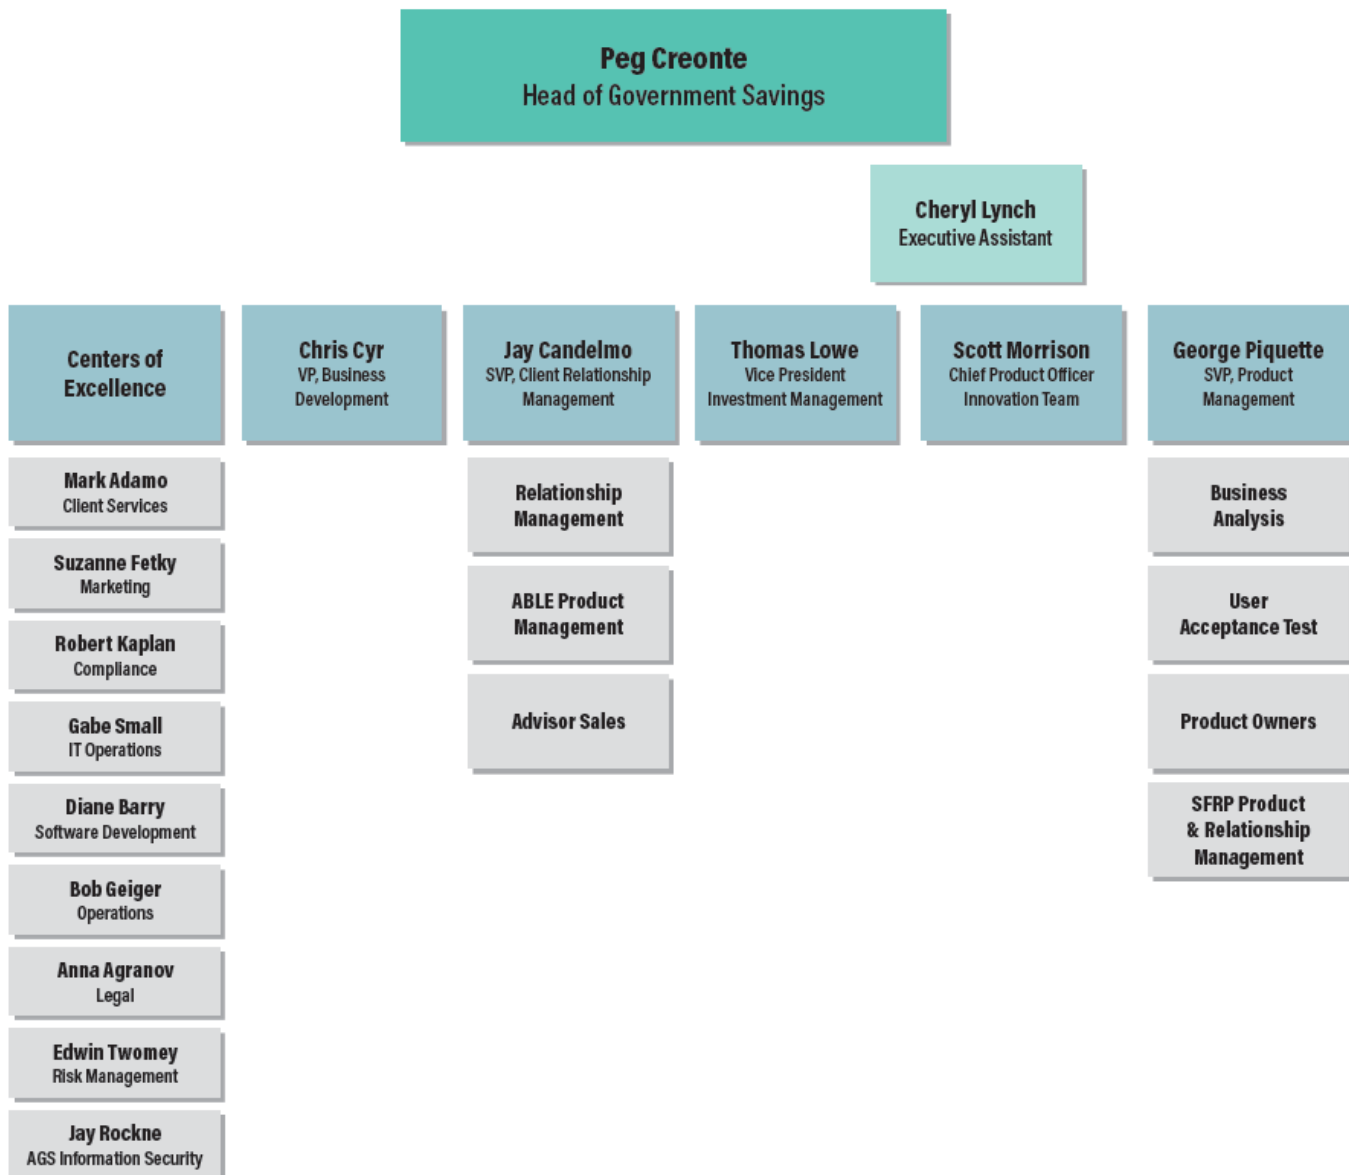 Peg Creonte
Head of Government Savings
Cheryl Lynch
Executive Assistant
Centers of
Excellence
Chris Cyr
VP, Business
Development
Jay Candelmo
SVP, Client Relationship
Management
Thomas Lowe
Vice President
Investment Management
Scott Morrison
Chief Product Officer
Innovation Team
George Piquette
SVP, Product
Management
Mark Adamo
Client Services
Suzanne Fetky
Marketing
Robert Kaplan
Compliance
Gabe Small
IT Operations
Diane Barry
Software Development
Bob Geiger
Operations
Anna Agranov
Legal
Edwin Twomey
Risk Management
Jay Rockne
AGS Information Security
Relationship
Management
ABLE Product
Management
Advisor Sales
Business
Analysis
User
Acceptance Test
Product Owners
SFRP Product
& Relationship
Management